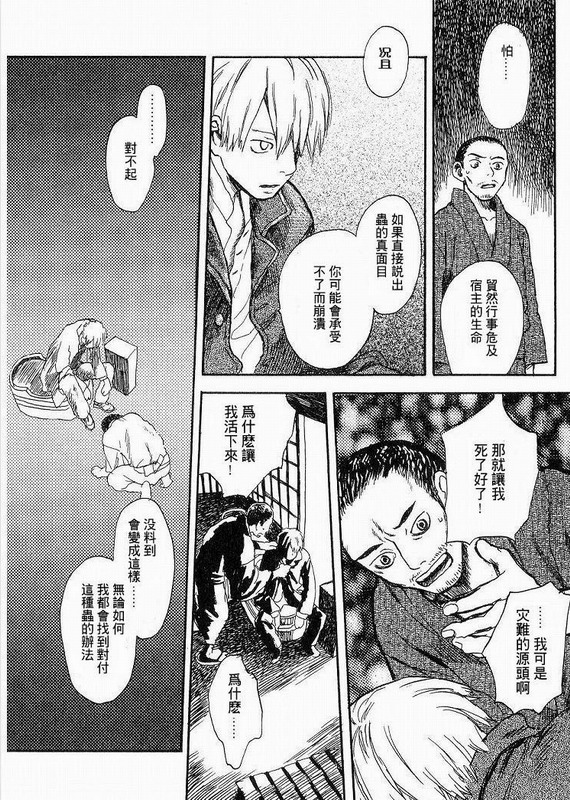 怕……
貿然行事危及
宿主的生命
況且
如果直接説出
蟲的真面目
你可能會承受
不了而崩潰
那就讓我
死了好了！
……我可是
災難的源頭啊
爲什麽讓
我活下來！
爲什麽……
……
對不起
没料到
會變成這樣……
無論如何
我都會找到對付
這種蟲的辦法